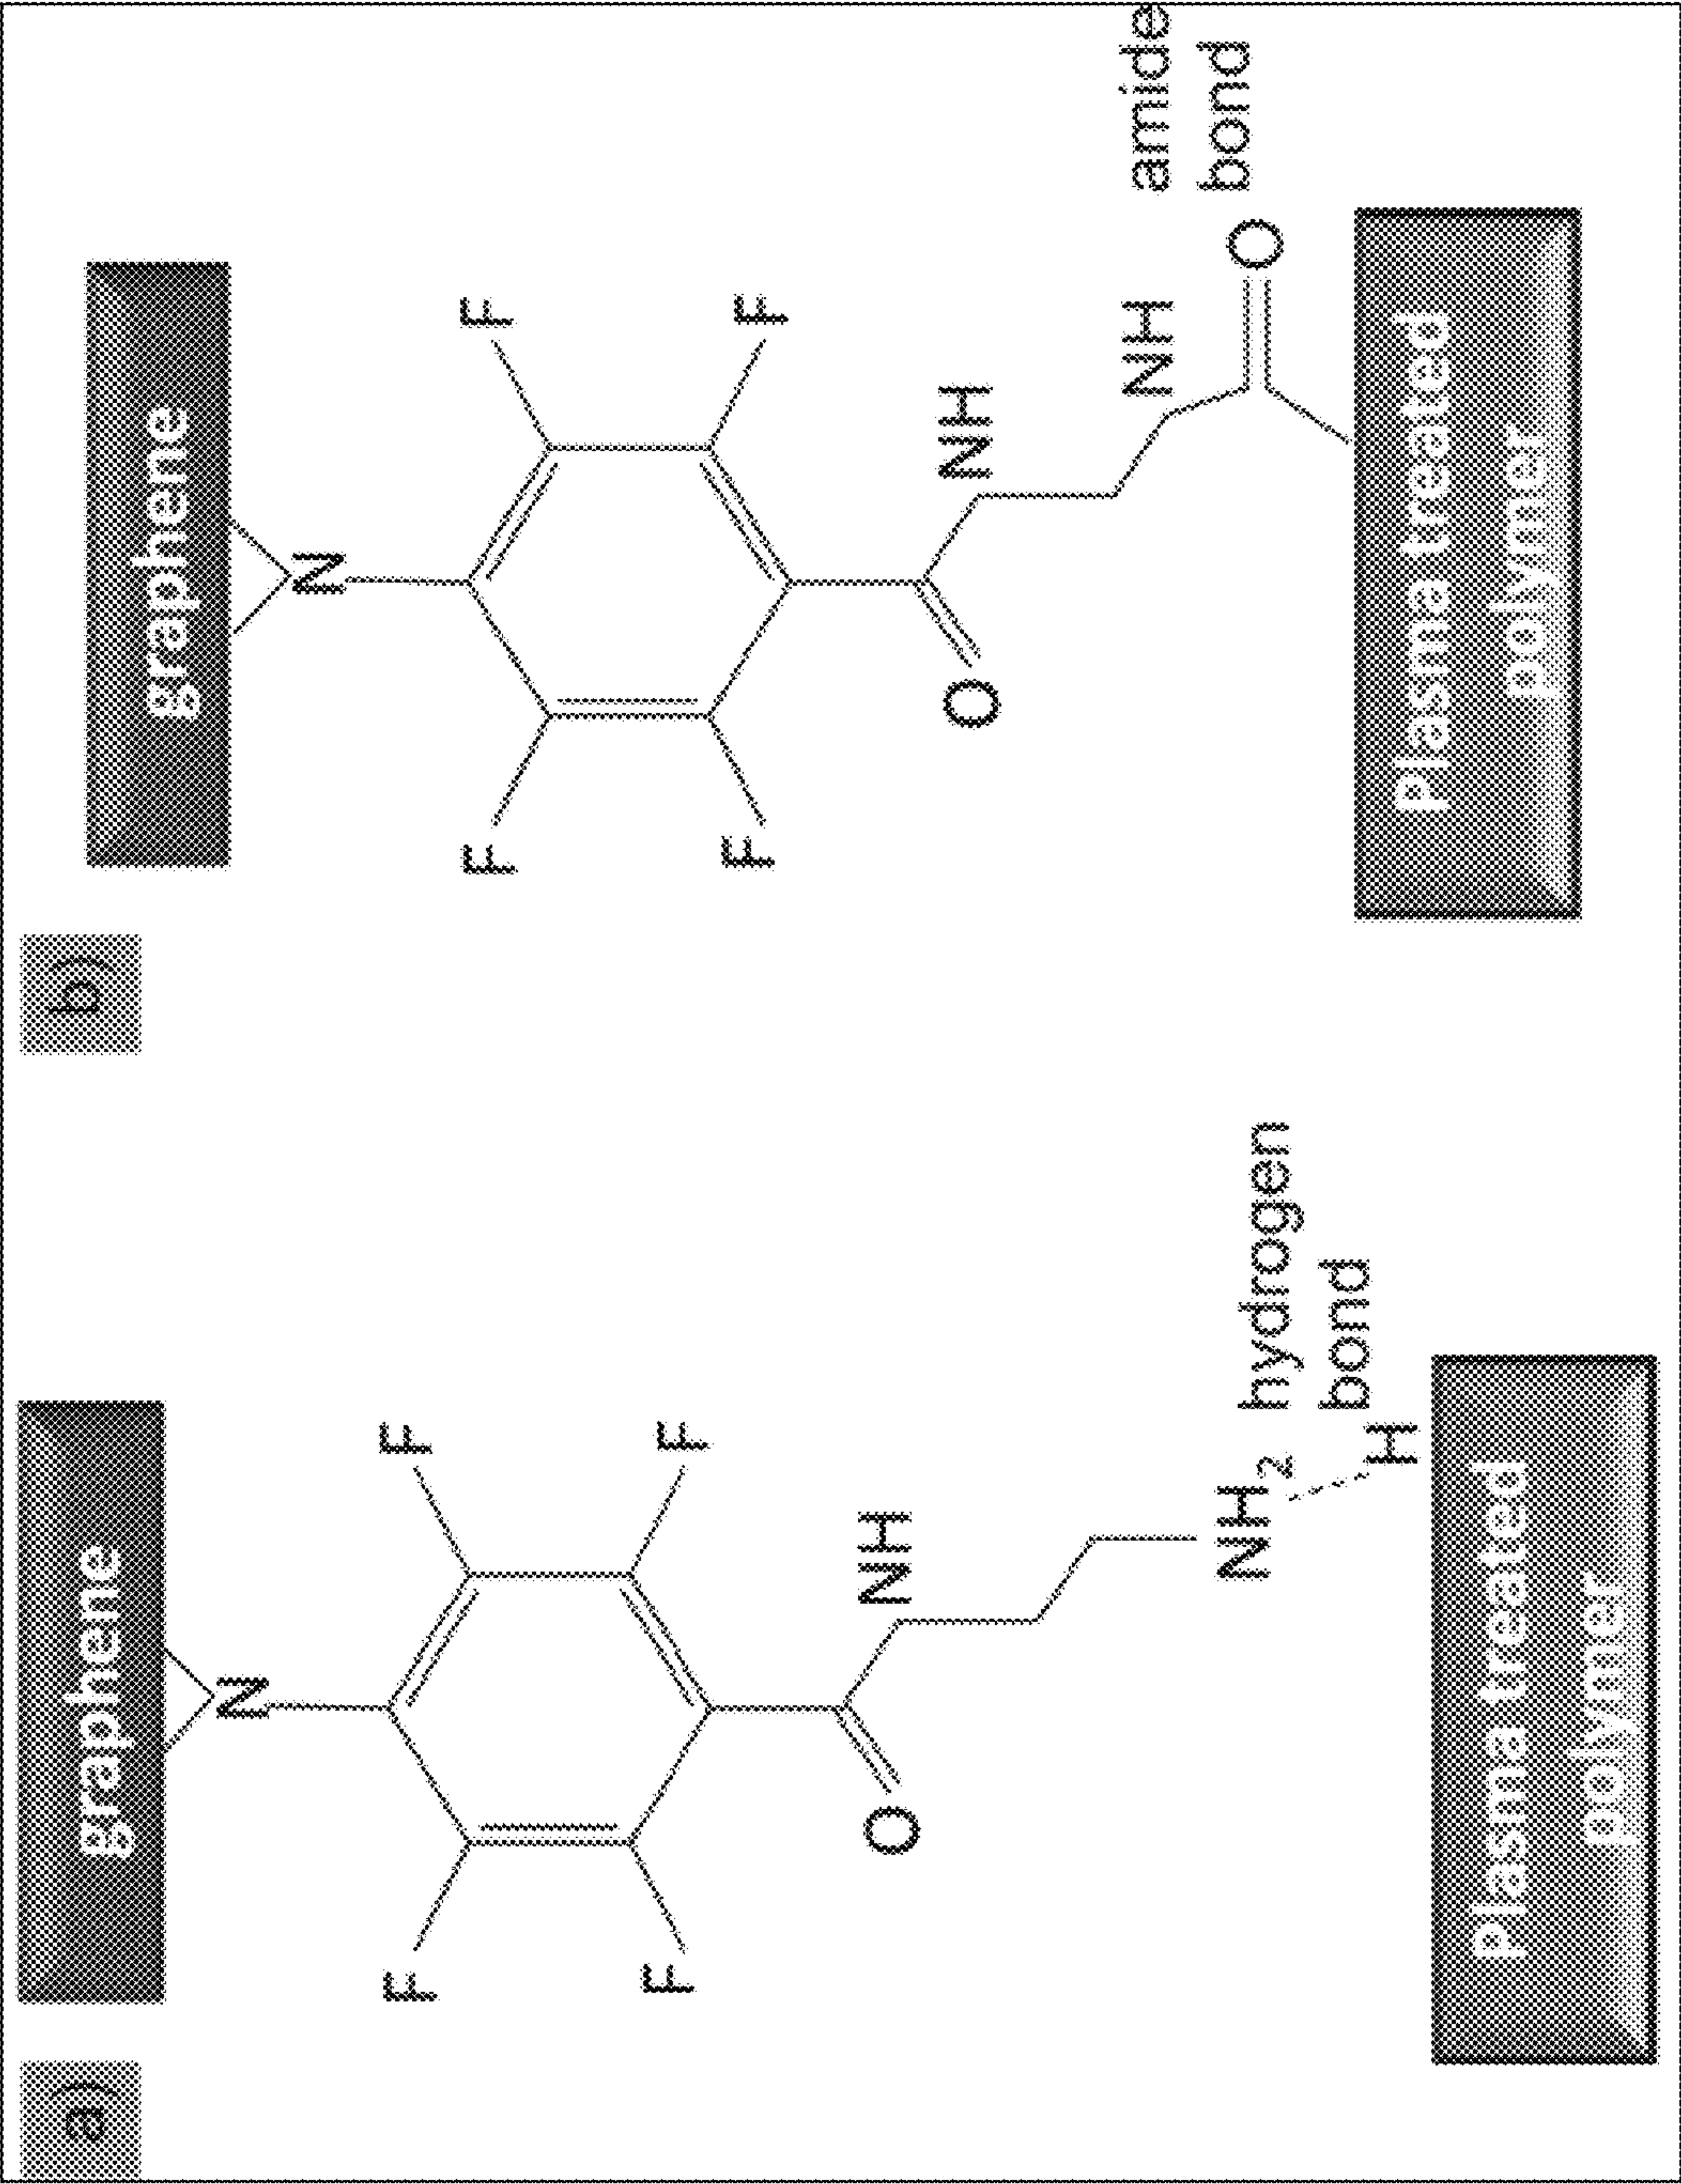 a)
graphene
N
F
F
F
F
O
NH
NH2
hydrogen
bond
H
Plasma treated
polymer
b)
graphene
N
F
F
F
F
O
NH
NH
amide
bond
O
Plasma treated
polymer